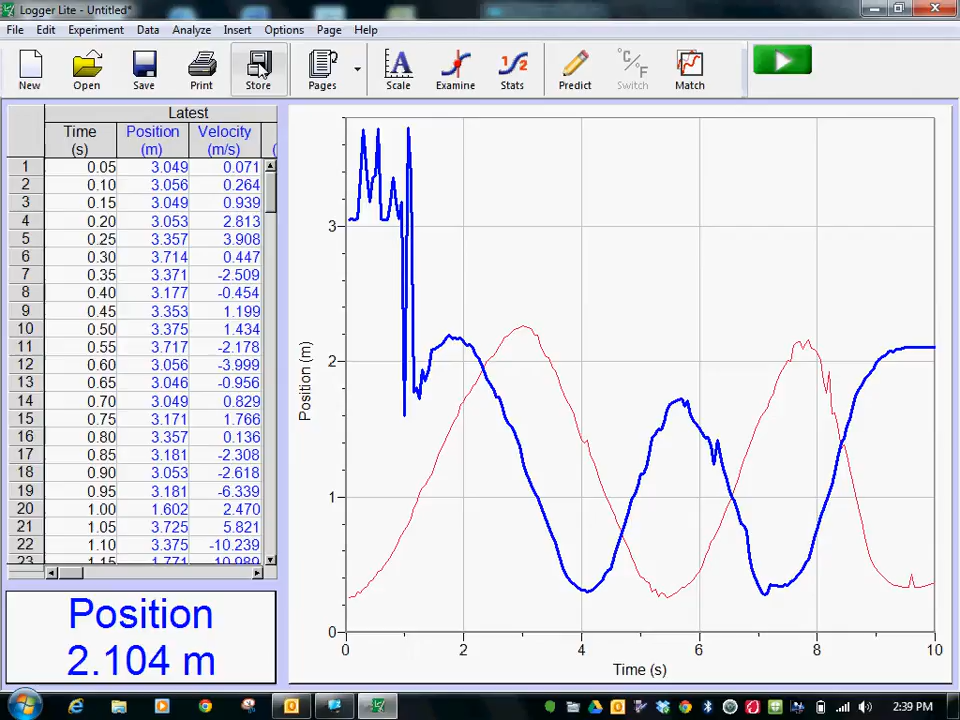 Logger Lite - Untitled*
File Edit Experiment Data Analyze Insert Options Page Help
New Open Save Print Store Pages Scale Examine Stats Predict Switch Match
1/2
°C/°F
Latest
Time (s) Position (m) Velocity (m/s) (
1 0.05 3.049 0.071
2 0.10 3.056 0.264
3 0.15 3.049 0.939
4 0.20 3.053 2.813
5 0.25 3.357 3.908
6 0.30 3.714 0.447
7 0.35 3.371 -2.509
8 0.40 3.177 -0.454
9 0.45 3.353 1.199
10 0.50 3.375 1.434
11 0.55 3.717 -2.178
12 0.60 3.056 -3.999
13 0.65 3.046 -0.956
14 0.70 3.049 0.829
15 0.75 3.171 1.766
16 0.80 3.357 0.136
17 0.85 3.181 -2.308
18 0.90 3.053 -2.618
19 0.95 3.181 -6.339
20 1.00 1.602 2.470
21 1.05 3.725 5.821
22 1.10 3.375 -10.239
23 1.15 1.771 10.989
Position
2.104 m
Position (m)
3
2
1
0
0 2 4 6 8 10
Time (s)
2:39 PM